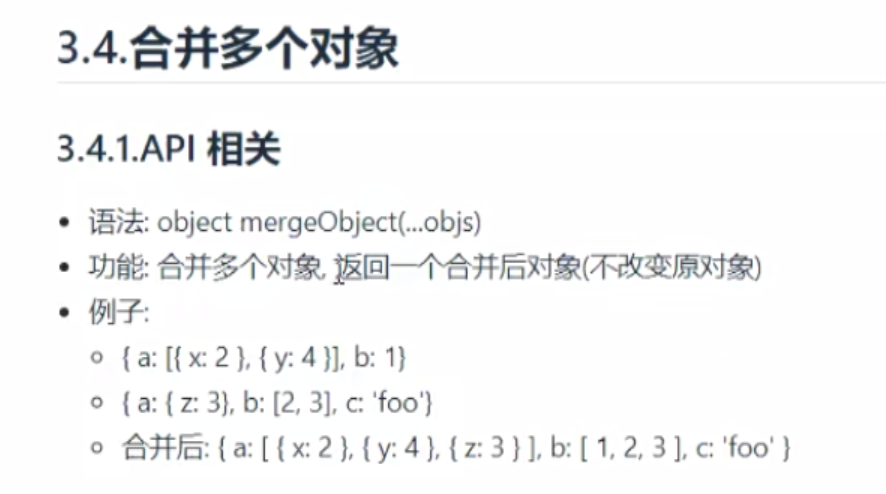 3.4.合并多个对象
3.4.1.API 相关
• 语法: object mergeObject(...objs)
• 功能: 合并多个对象, 返回一个合并后对象(不改变原对象)
• 例子:
○ { a: [{ x: 2 }, { y: 4 }], b: 1}
○ { a: { z: 3}, b: [2, 3], c: 'foo'}
○ 合并后: { a: [ { x: 2 }, { y: 4 }, { z: 3 } ], b: [ 1, 2, 3 ], c: 'foo' }